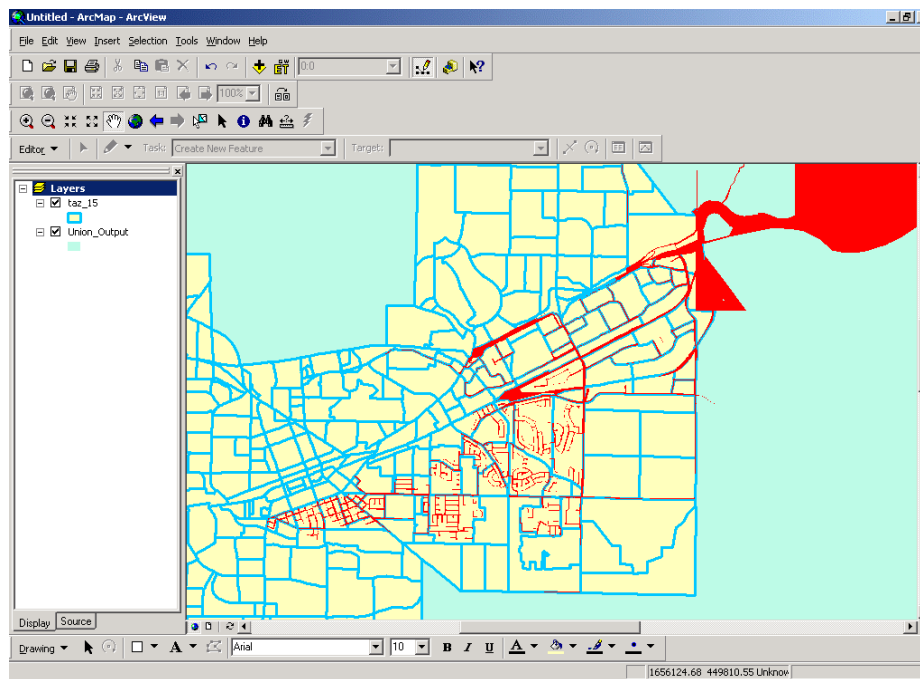 Untitled - ArcMap - ArcView
File Edit View Insert Selection Tools Window Help
0:0
100%
Editor Task: Create New Feature Target:
Layers
taz_15
Union_Output
Display Source
Drawing A Arial 10 B I U A
1656124.68 449810.55 Unknow